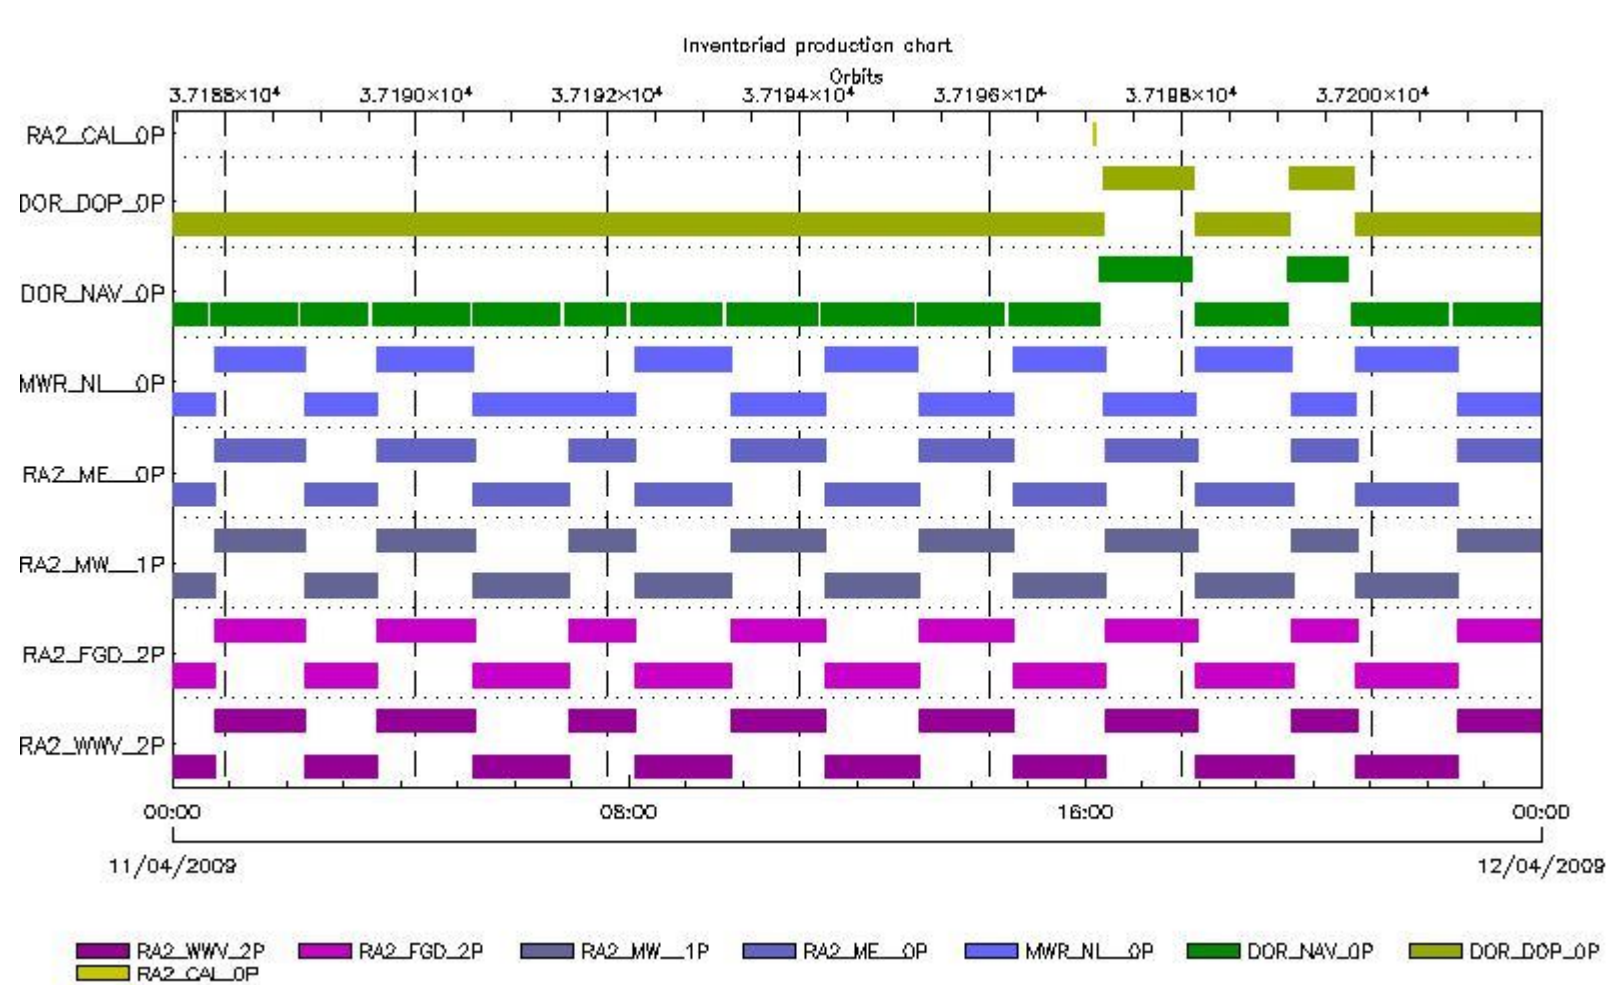 Inventoried production chart
Orbits
3.7188×10⁴ 3.7190×10⁴ 3.7192×10⁴ 3.7194×10⁴ 3.7196×10⁴ 3.7198×10⁴ 3.7200×10⁴
RA2_CAL_0P
DOR_DOP_0P
DOR_NAV_0P
MWR_NL__0P
RA2_ME__0P
RA2_MW__1P
RA2_FGD_2P
RA2_WWV_2P
00:00 08:00 16:00 00:00
11/04/2009 12/04/2009
RA2_WWV_2P RA2_FGD_2P RA2_MW__1P RA2_ME__0P MWR_NL__0P DOR_NAV_0P DOR_DOP_0P
RA2_CAL_0P